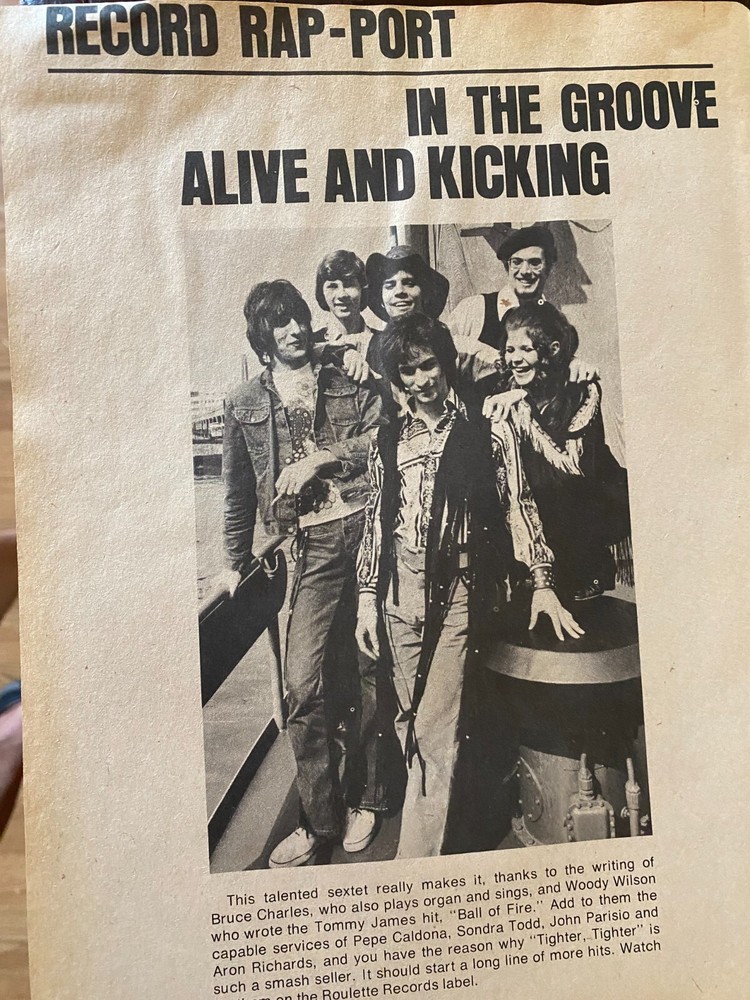 RECORD RAP-PORT
IN THE GROOVE
ALIVE AND KICKING
This talented sextet really makes it, thanks to the writing of
Bruce Charles, who also plays organ and sings, and Woody Wilson
who wrote the Tommy James hit, "Ball of Fire." Add to them the
capable services of Pepe Caldona, Sondra Todd, John Parisio and
Aron Richards, and you have the reason why "Tighter, Tighter" is
such a smash seller. It should start a long line of more hits. Watch
on the Roulette Records label.